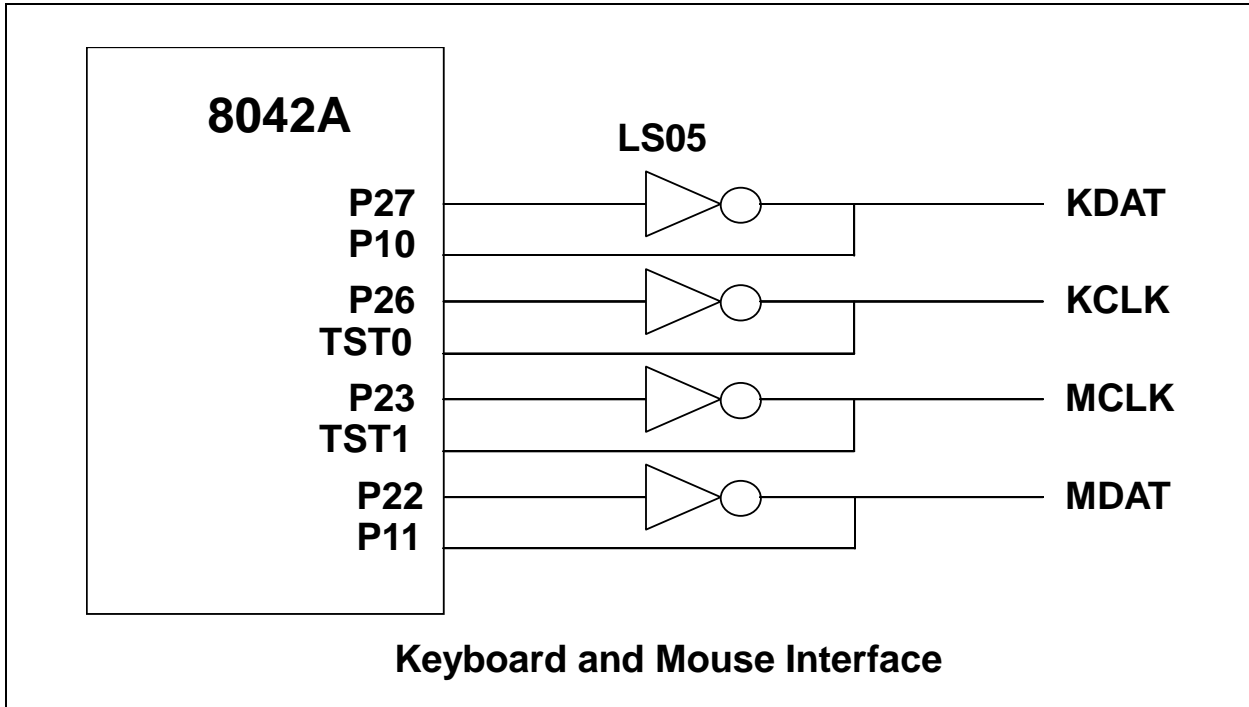 8042A
LS05
P27
KDAT
P10
P26
KCLK
TST0
P23
MCLK
TST1
P22
MDAT
P11
Keyboard and Mouse Interface